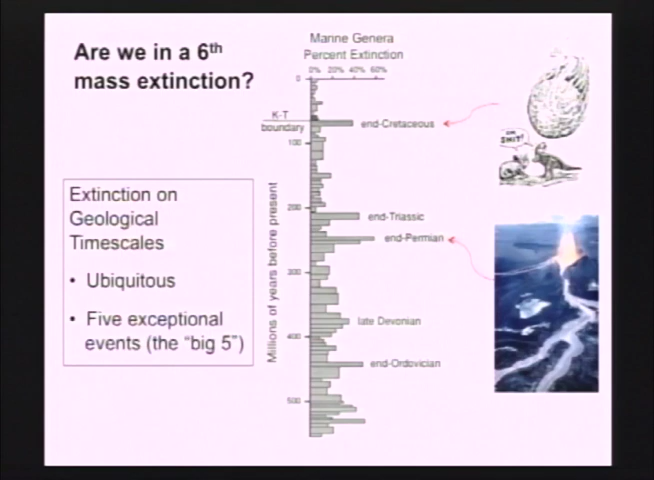 Are we in a 6th
mass extinction?
Marine Genera
Percent Extinction
0% 20% 40% 60%
0
K-T
boundary
end-Cretaceous
100
OH
SHIT!
Extinction on
Geological
Timescales
• Ubiquitous
• Five exceptional
events (the "big 5")
Millions of years before present
200
end-Triassic
end-Permian
300
late Devonian
400
end-Ordovician
500